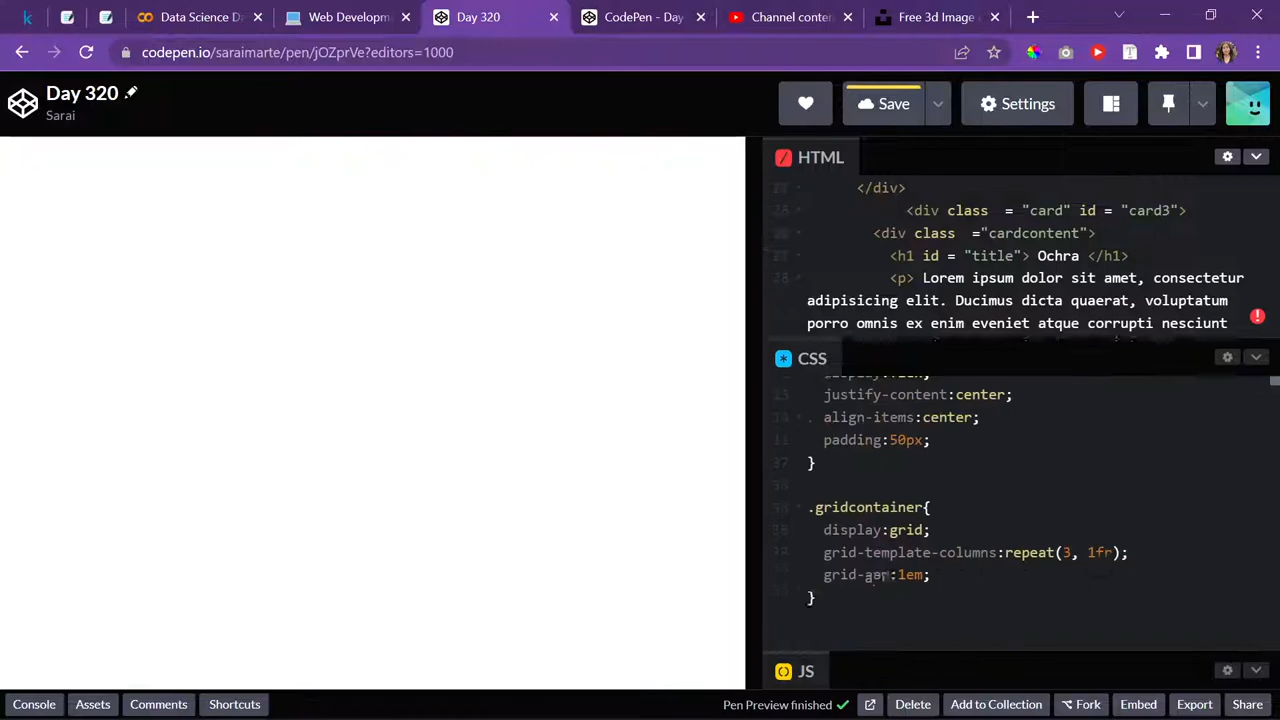 k
Data Science Da
Web Developm
Day 320
CodePen - Day
Channel conten
Free 3d Image
codepen.io/saraimarte/pen/jOZprVe?editors=1000
Day 320
Sarai
Save
Settings
HTML
</div>
<div class = "card" id = "card3">
<div class ="cardcontent">
<h1 id = "title"> Ochra </h1>
<p> Lorem ipsum dolor sit amet, consectetur
adipisicing elit. Ducimus dicta quaerat, voluptatum
porro omnis ex enim eveniet atque corrupti nesciunt
CSS
justify-content:center;
align-items:center;
padding:50px;
}
.gridcontainer{
display:grid;
grid-template-columns:repeat(3, 1fr);
:1em;
}
JS
Console
Assets
Comments
Shortcuts
Pen Preview finished
Delete
Add to Collection
Fork
Embed
Export
Share